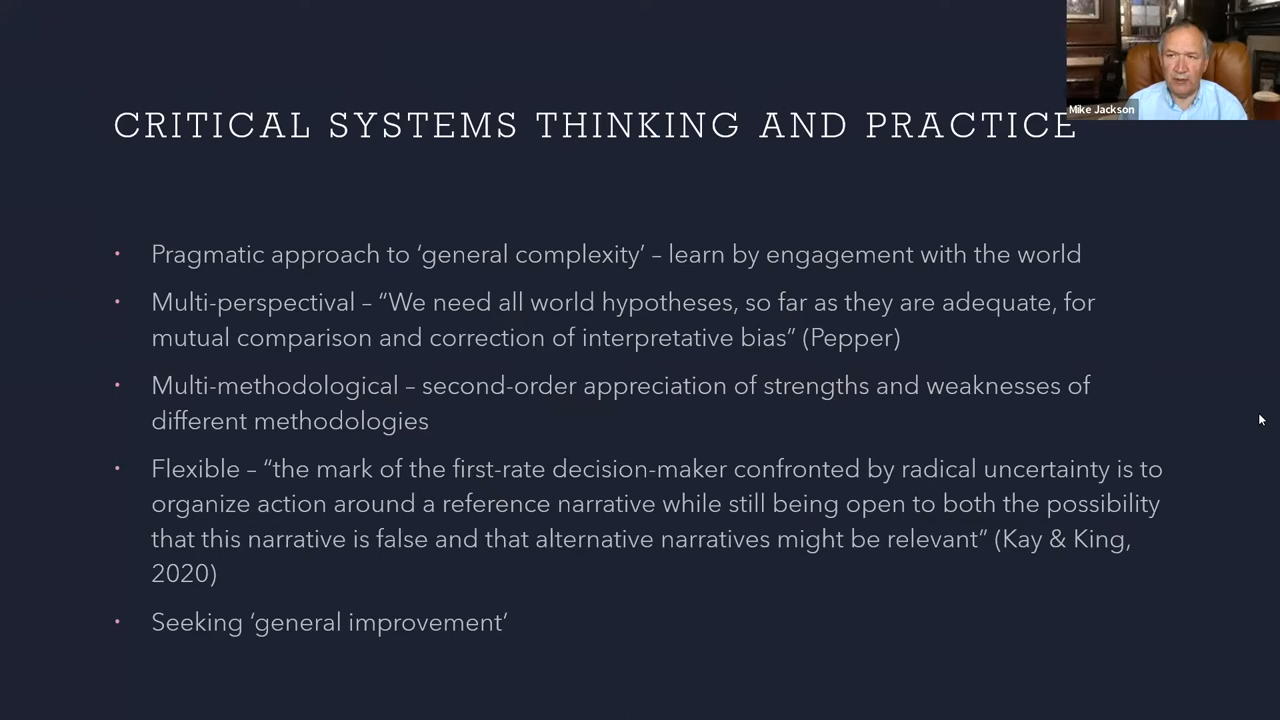 Mike Jackson
CRITICAL SYSTEMS THINKING AND PRACTICE
• Pragmatic approach to ‘general complexity’ – learn by engagement with the world
• Multi-perspectival – “We need all world hypotheses, so far as they are adequate, for
mutual comparison and correction of interpretative bias” (Pepper)
• Multi-methodological – second-order appreciation of strengths and weaknesses of
different methodologies
• Flexible – “the mark of the first-rate decision-maker confronted by radical uncertainty is to
organize action around a reference narrative while still being open to both the possibility
that this narrative is false and that alternative narratives might be relevant” (Kay & King,
2020)
• Seeking ‘general improvement’